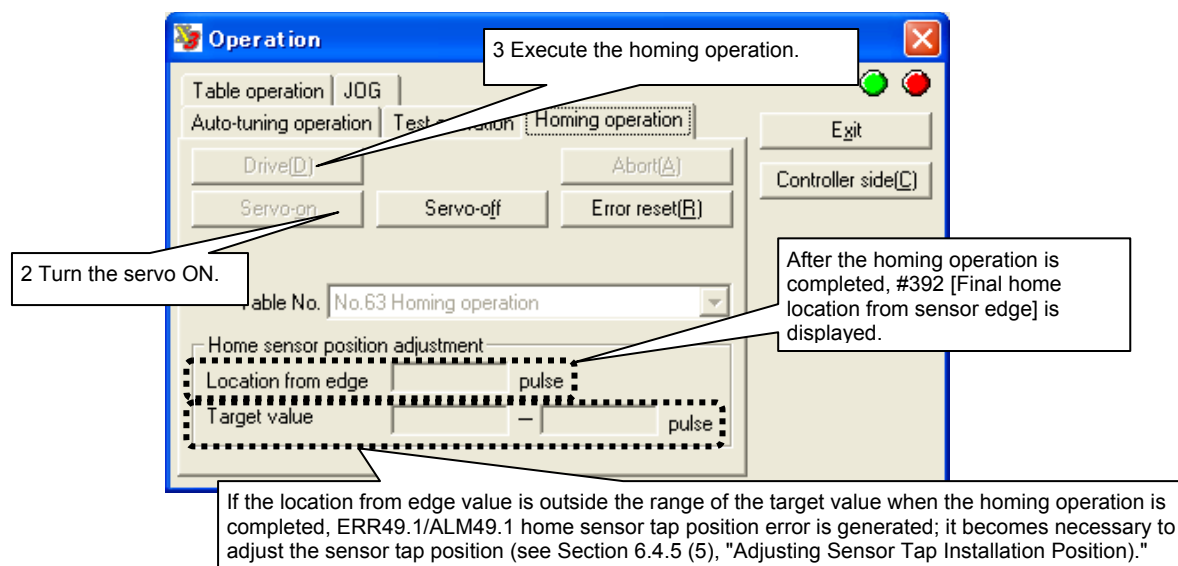 Operation
3 Execute the homing operation.
Table operation JOG
Auto-tuning operation Test operation Homing operation
Exit
Drive(D) Abort(A)
Controller side(C)
Servo-on Servo-off Error reset(R)
2 Turn the servo ON.
After the homing operation is
completed, #392 [Final home
location from sensor edge] is
displayed.
Table No. No.63 Homing operation
Home sensor position adjustment
Location from edge pulse
Target value – pulse
If the location from edge value is outside the range of the target value when the homing operation is
completed, ERR49.1/ALM49.1 home sensor tap position error is generated; it becomes necessary to
adjust the sensor tap position (see Section 6.4.5 (5), "Adjusting Sensor Tap Installation Position)."